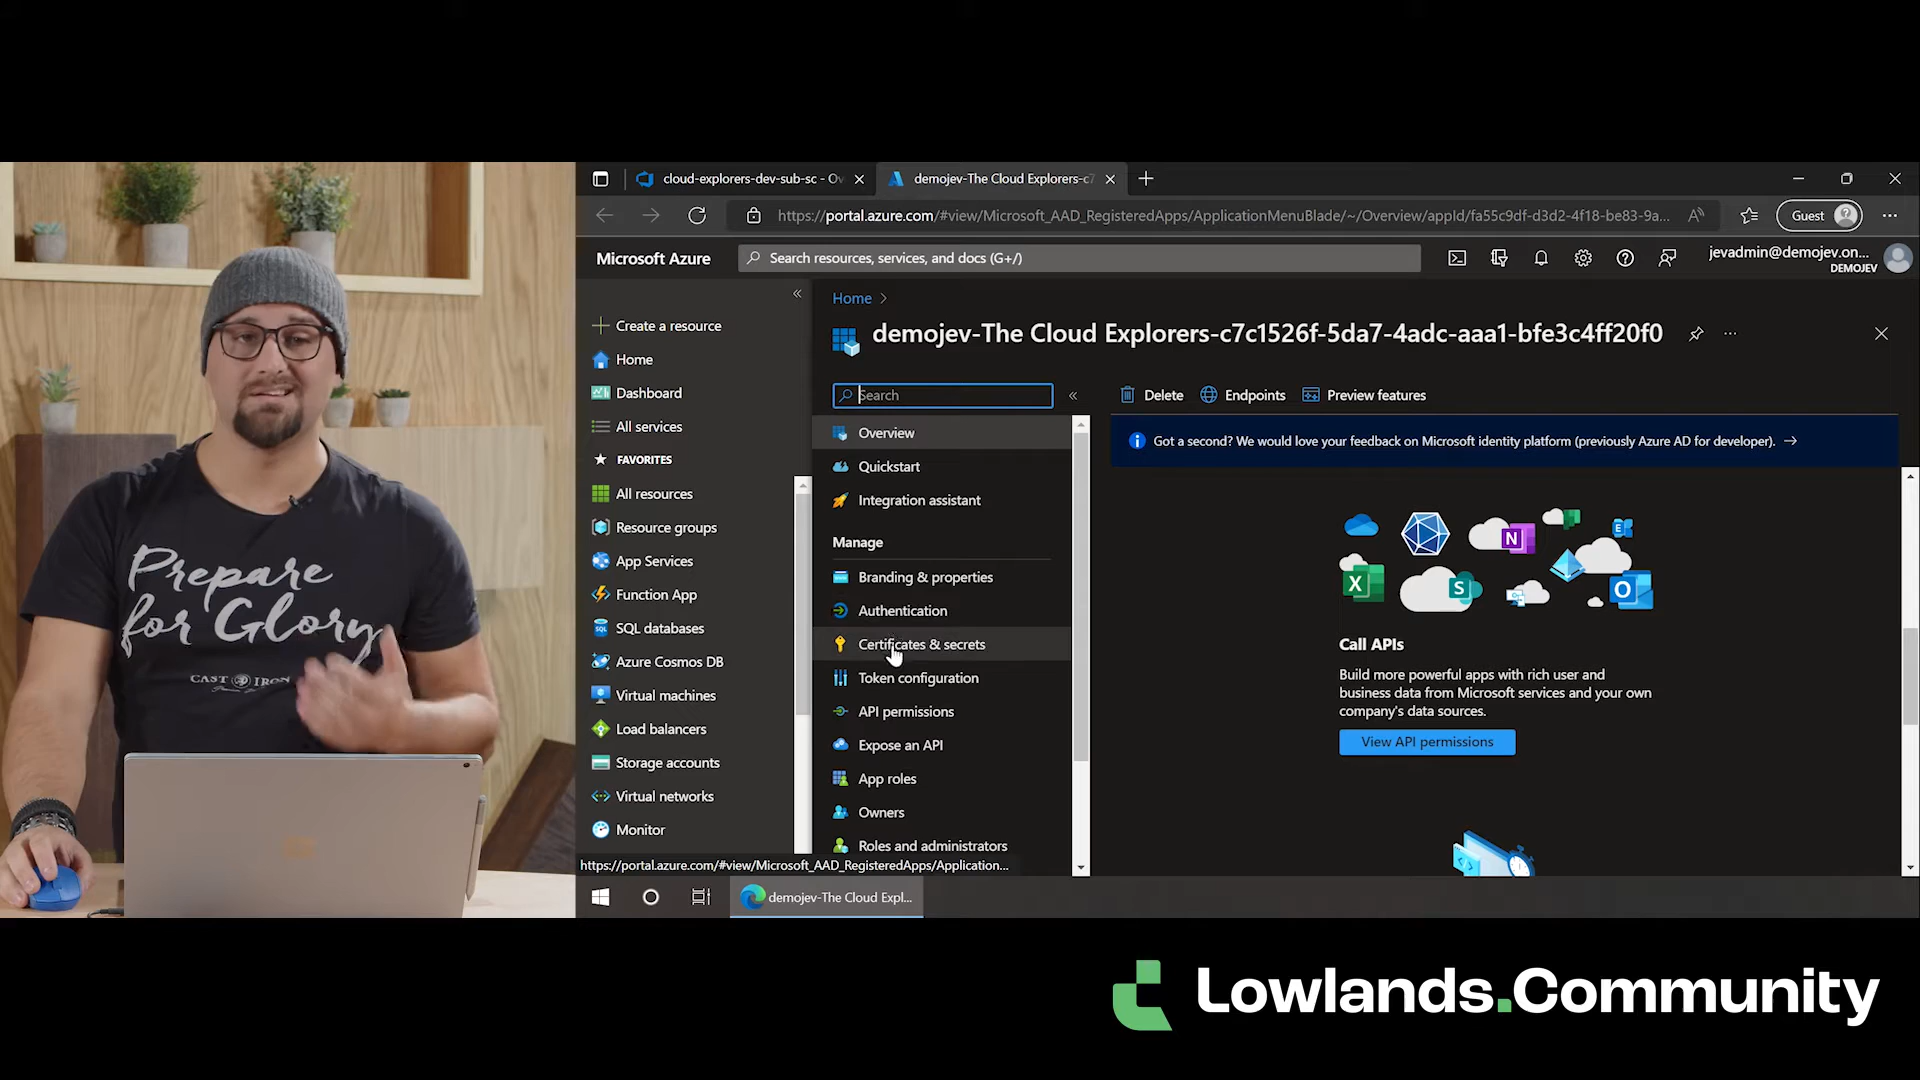 Prepare
for Glory
CAST IRON
cloud-explorers-dev-sub-sc - Ov
demojev-The Cloud Explorers-c7
https://portal.azure.com/#view/Microsoft_AAD_RegisteredApps/ApplicationMenuBlade/~/Overview/appId/fa55c9df-d3d2-4f18-be83-9a...
Guest
Microsoft Azure
Search resources, services, and docs (G+/)
jevadmin@demojev.on...
DEMOJEV
Create a resource
Home
Dashboard
All services
FAVORITES
All resources
Resource groups
App Services
Function App
SQL databases
Azure Cosmos DB
Virtual machines
Load balancers
Storage accounts
Virtual networks
Monitor
https://portal.azure.com/#view/Microsoft_AAD_RegisteredApps/Application...
Home >
demojev-The Cloud Explorers-c7c1526f-5da7-4adc-aaa1-bfe3c4ff20f0
Search
Overview
Quickstart
Integration assistant
Manage
Branding & properties
Authentication
Certificates & secrets
Token configuration
API permissions
Expose an API
App roles
Owners
Roles and administrators
Delete
Endpoints
Preview features
Got a second? We would love your feedback on Microsoft identity platform (previously Azure AD for developer). →
Call APIs
Build more powerful apps with rich user and
business data from Microsoft services and your own
company's data sources.
View API permissions
demojev-The Cloud Expl...
Lowlands.Community